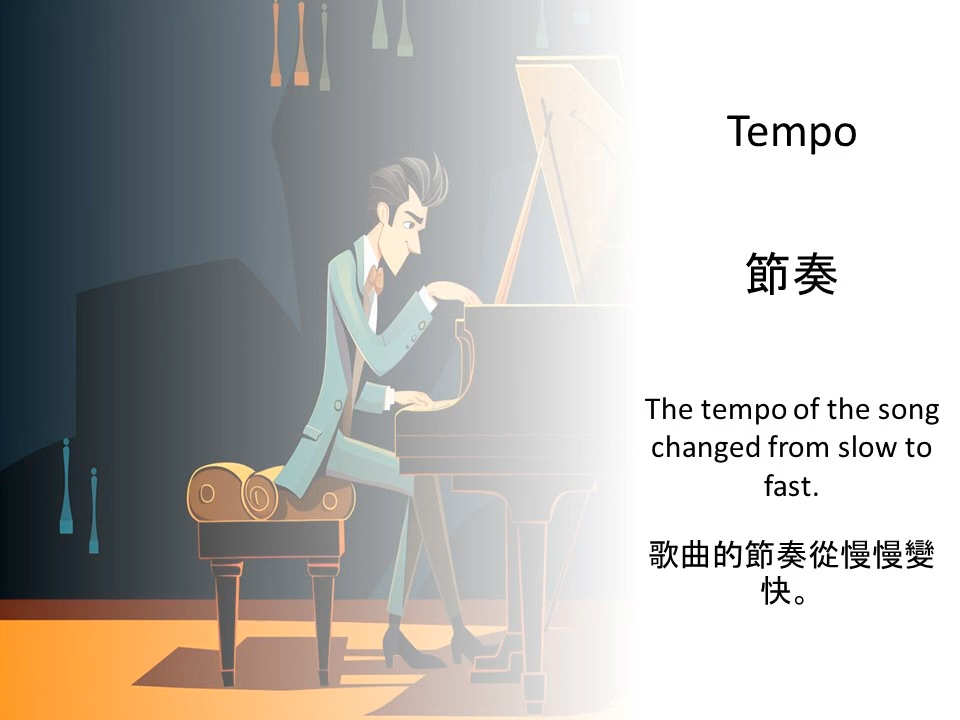 Tempo
節奏
The tempo of the song
changed from slow to
fast.
歌曲的節奏從慢慢變
快。